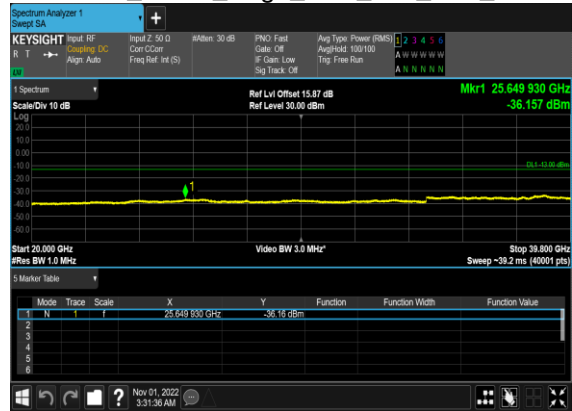 Spectrum Analyzer 1
Swept SA
+
KEYSIGHT Input: RF Input Z: 50 Ω #Atten: 30 dB PNO: Fast Avg Type: Power (RMS) 1 2 3 4 5 6
R T Coupling: DC Corr CCorr Gate: Off Avg|Hold: 100/100 A W W W W W
Align: Auto Freq Ref: Int (S) IF Gain: Low Trig: Free Run
Sig Track: Off A N N N N N
1 Spectrum
Ref Lvl Offset 15.87 dB Mkr1 25.649 930 GHz
Scale/Div 10 dB Ref Level 30.00 dBm -36.157 dBm
Log
20.0
10.0
0.00
-10.0
DL1 -13.00 dBm
-20.0
1
-30.0
-40.0
-50.0
-60.0
Start 20.000 GHz Video BW 3.0 MHz* Stop 39.800 GHz
#Res BW 1.0 MHz Sweep ~39.2 ms (40001 pts)
5 Marker Table
Mode Trace Scale X Y Function Function Width Function Value
1 N 1 f 25.649 930 GHz -36.16 dBm
2
3
4
5
6
? Nov 01, 2022
3:31:36 AM